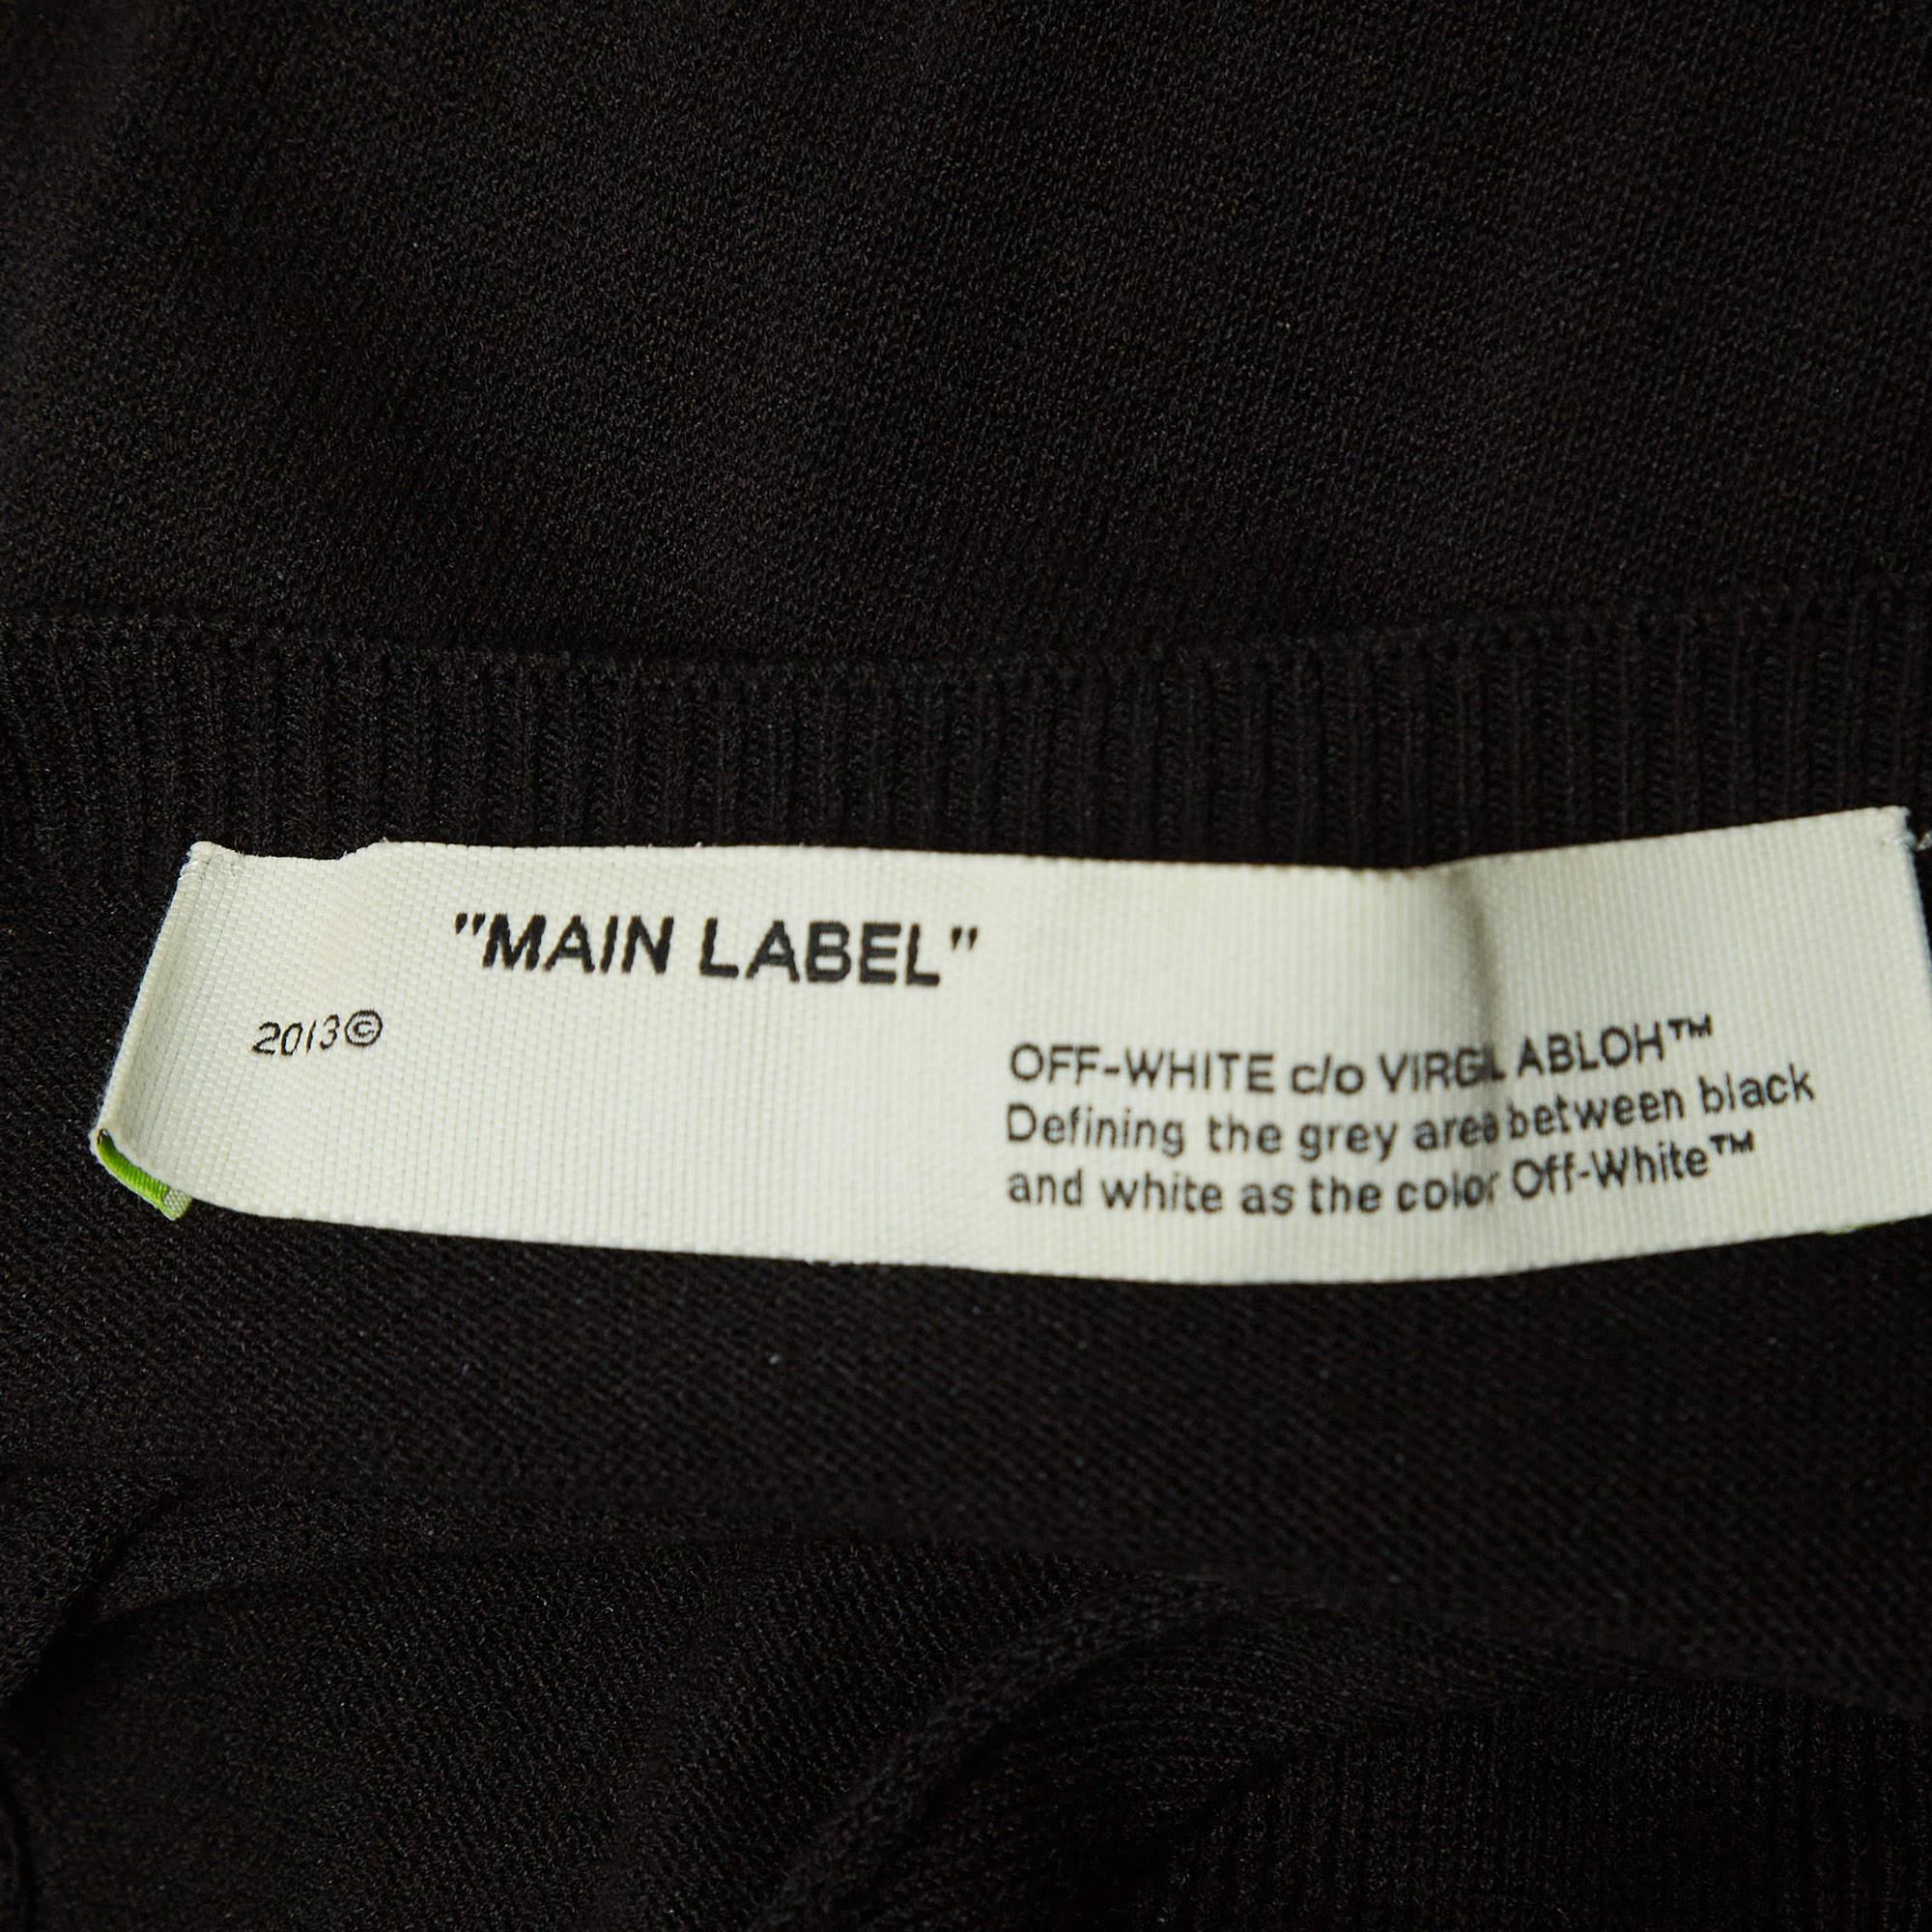 "MAIN LABEL"
2013©
OFF-WHITE c/o VIRGIL ABLOH™
Defining the grey area between black
and white as the color Off-White™